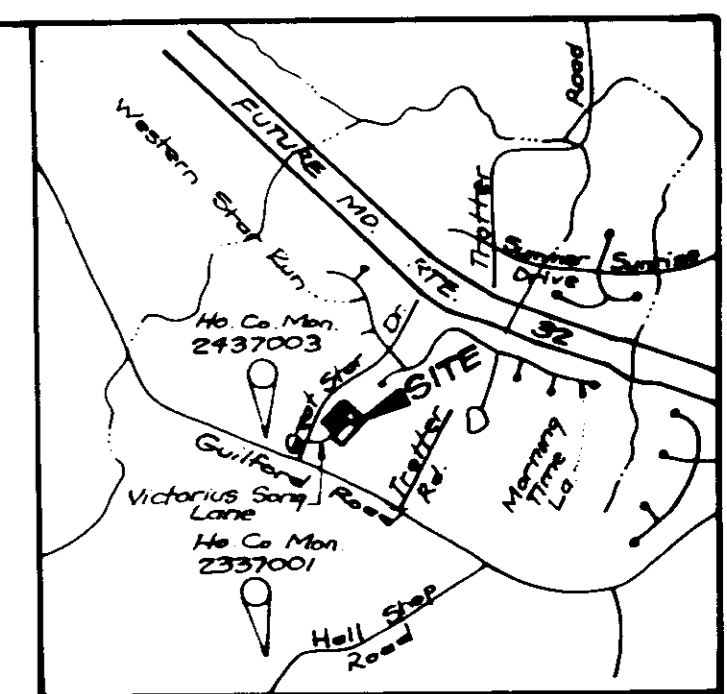 Road
Western Star Run
FUTURE MD. RTE. 32
Trotter
Summer Sunrise
Drive
Ho. Co. Mon.
2437003
Dr.
Great Star
SITE
Guilford Road
Trotter
Rd.
Morning
Time
La.
Victorius Song
Lane
Ho. Co. Mon.
2337001
Hall Shop
Road